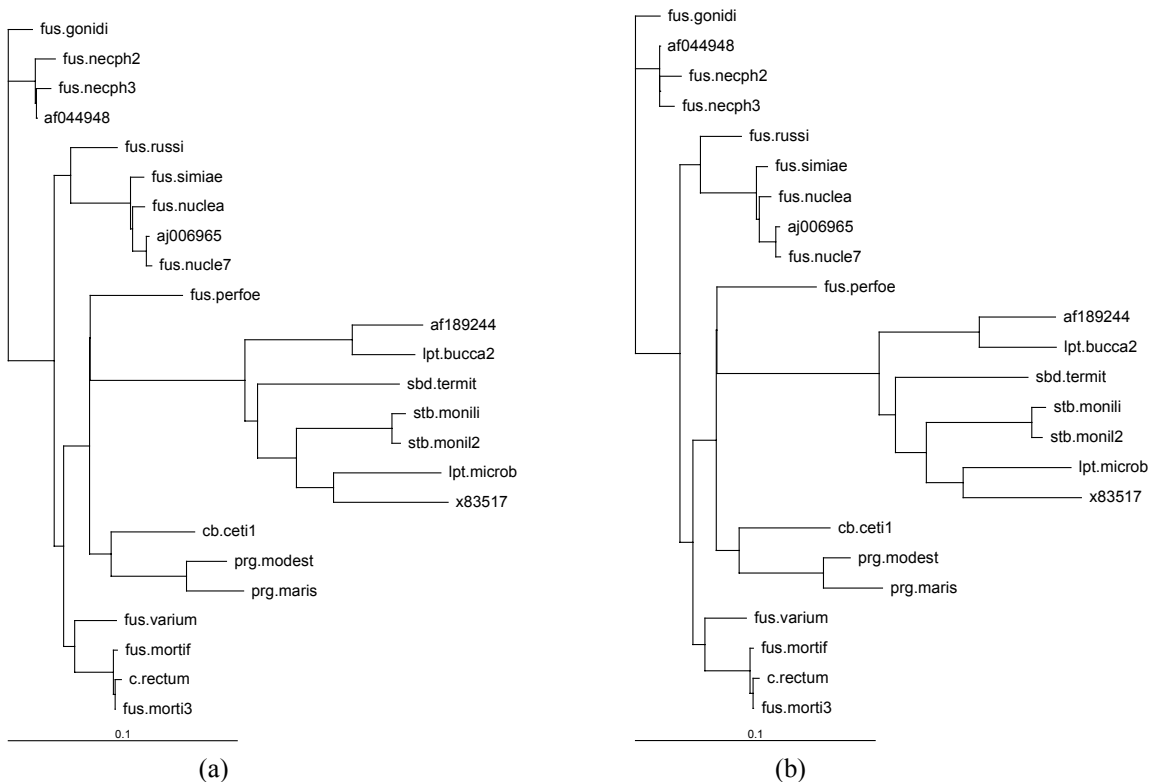 fus.gonidi
fus.necph2
fus.necph3
af044948
fus.russi
fus.simiae
fus.nuclea
aj006965
fus.nucle7
fus.perfoe
af189244
lpt.bucca2
sbd.termit
stb.monili
stb.monil2
lpt.microb
x83517
cb.ceti1
prg.modest
prg.maris
fus.varium
fus.mortif
c.rectum
fus.morti3
0.1
(a)
fus.gonidi
af044948
fus.necph2
fus.necph3
fus.russi
fus.simiae
fus.nuclea
aj006965
fus.nucle7
fus.perfoe
af189244
lpt.bucca2
sbd.termit
stb.monili
stb.monil2
lpt.microb
x83517
cb.ceti1
prg.modest
prg.maris
fus.varium
fus.mortif
c.rectum
fus.morti3
0.1
(b)